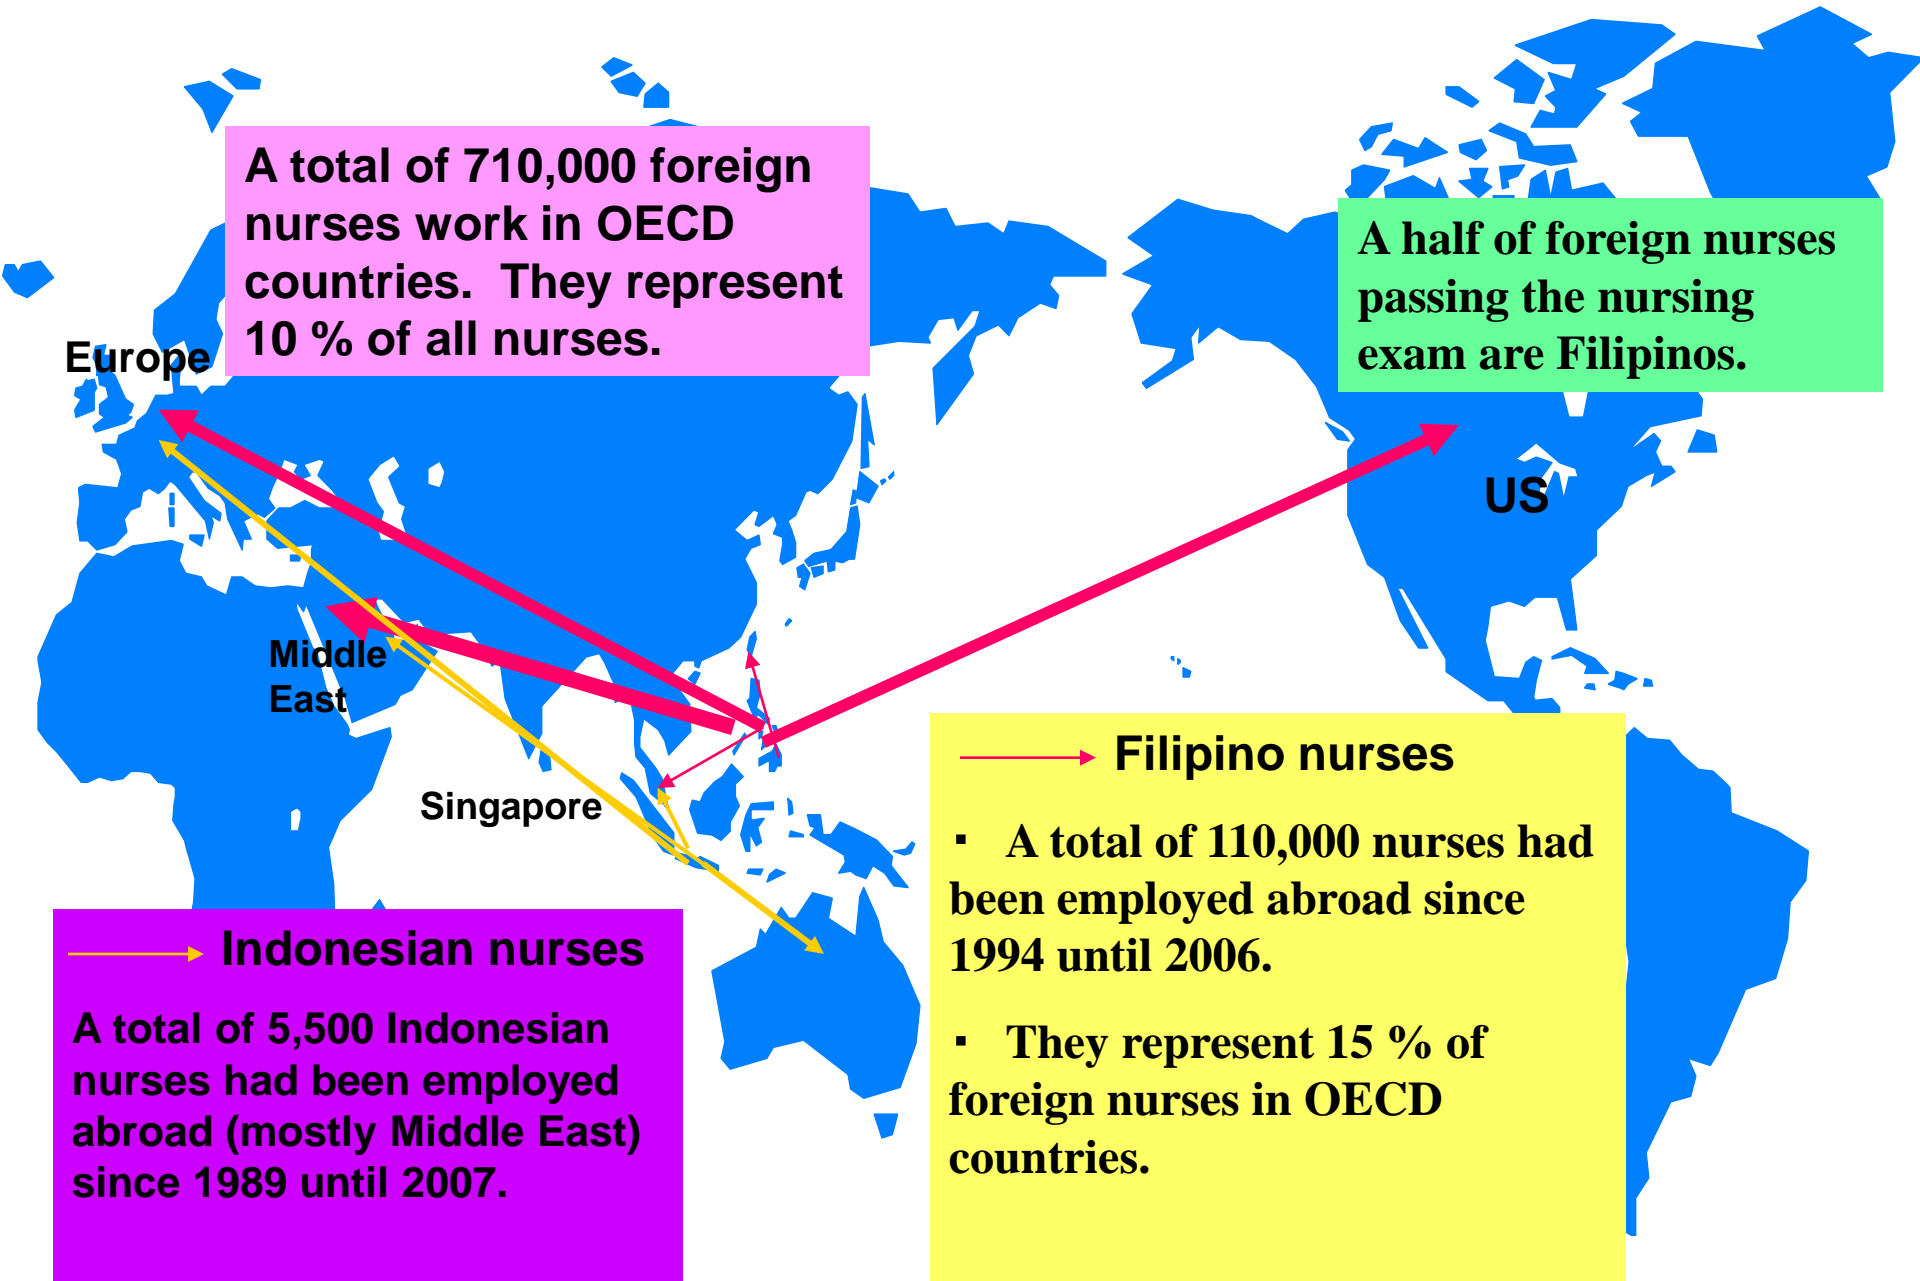 A total of 710,000 foreign
nurses work in OECD
countries.  They represent
10 % of all nurses.
A half of foreign nurses
passing the nursing
exam are Filipinos.
Europe
US
Middle
East
Singapore
Filipino nurses
▪ A total of 110,000 nurses had
been employed abroad since
1994 until 2006.
▪ They represent 15 % of
foreign nurses in OECD
countries.
Indonesian nurses
A total of 5,500 Indonesian
nurses had been employed
abroad (mostly Middle East)
since 1989 until 2007.